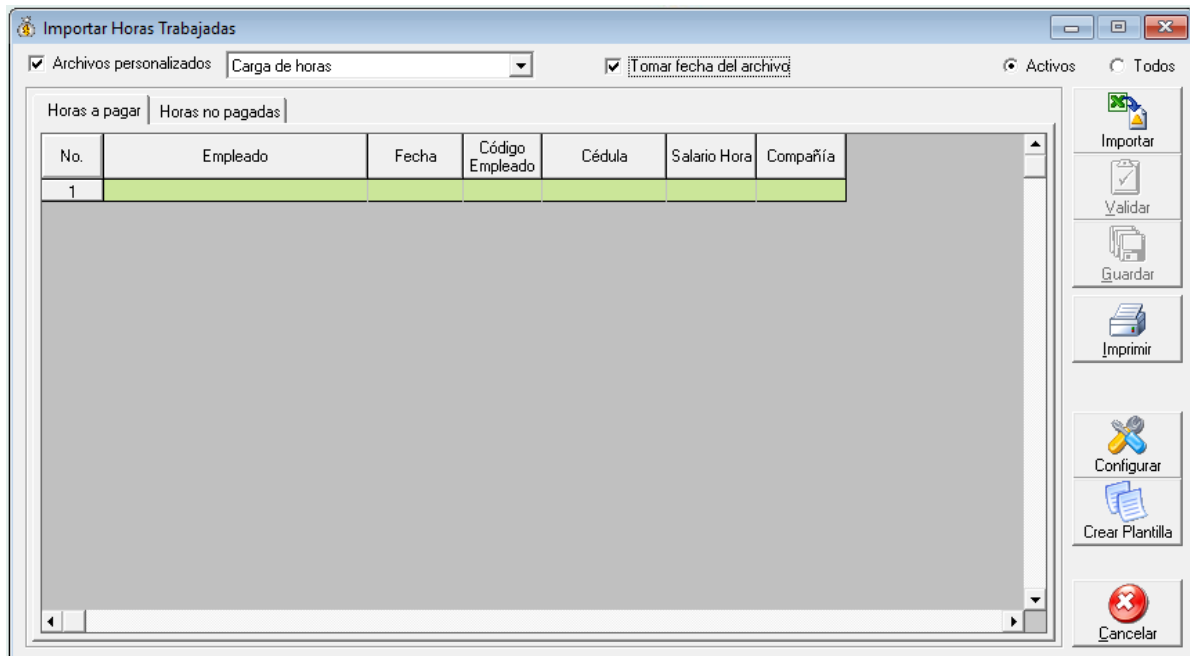 Importar Horas Trabajadas
Archivos personalizados Carga de horas Tomar fecha del archivo Activos Todos
Horas a pagar Horas no pagadas
No. Empleado Fecha Código Empleado Cédula Salario Hora Compañía
1
Importar
Validar
Guardar
Imprimir
Configurar
Crear Plantilla
Cancelar